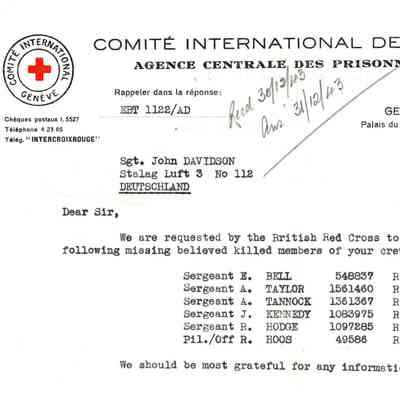 COMITÉ INTERNATIONAL
GENÈVE
COMITÉ INTERNATIONAL DE
AGENCE CENTRALE DES PRISONN
Rappeler dans la réponse:
EBT 1122/AD
Recd 30/12/43
Ans. 31/12/43
Chèques postaux I. 5527
Téléphone 4 23 05
Télég. "INTERCROIXROUGE"
GE
Palais du
Sgt. John DAVIDSON
Stalag Luft 3 No 112
DEUTSCHLAND
Dear Sir,
We are requested by the British Red Cross to
following missing believed killed members of your crew
Sergeant E. BELL 548837 R
Sergeant A. TAYLOR 1561460 R
Sergeant A. TANNOCK 1361367 R
Sergeant J. KENNEDY 1083975 R
Sergeant R. HODGE 1097285 R
Pil./Off R. HOOS 49586 R
We should be most grateful for any informatio